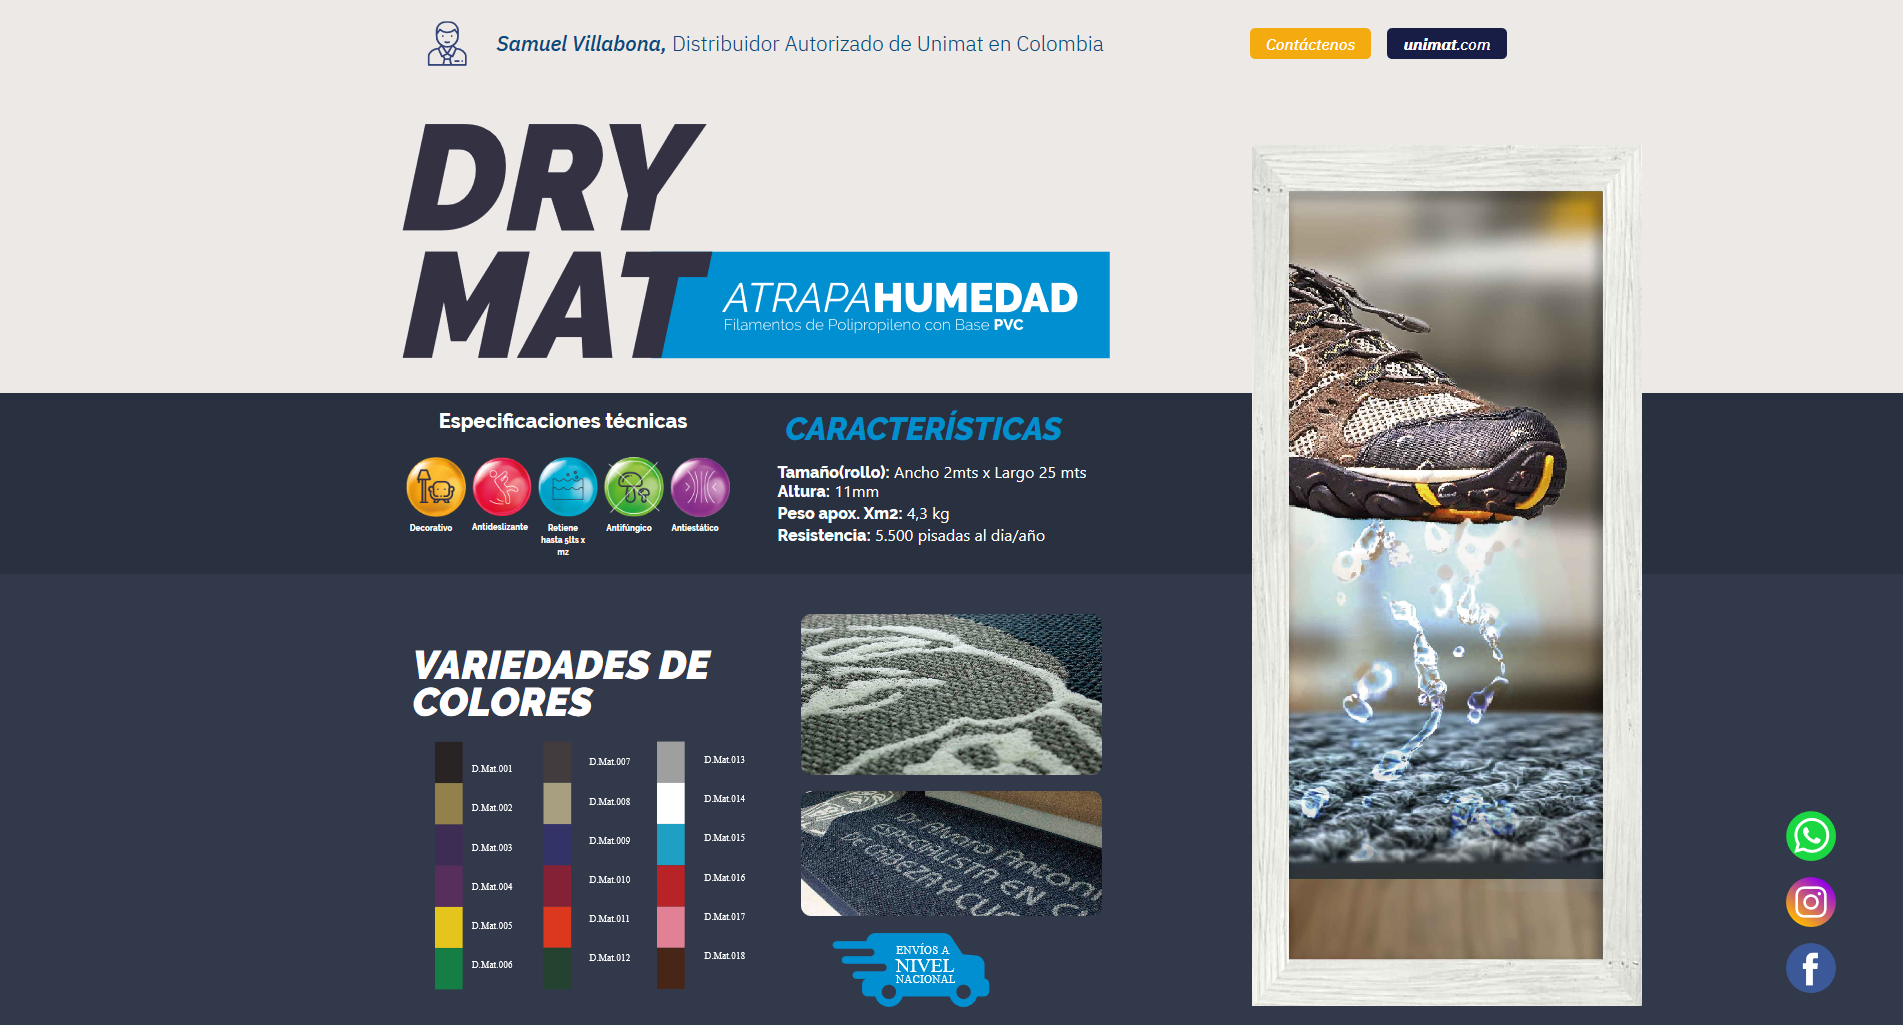 Samuel Villabona, Distribuidor Autorizado de Unimat en Colombia
Contáctenos
unimat.com
DRY
MAT
ATRAPAHUMEDAD
Filamentos de Polipropileno con Base PVC
Especificaciones técnicas
Decorativo
Antideslizante
Retiene
hasta 5lts x
mz
Antifúngico
Antiestático
CARACTERÍSTICAS
Tamaño(rollo): Ancho 2mts x Largo 25 mts
Altura: 11mm
Peso apox. Xm2: 4,3 kg
Resistencia: 5.500 pisadas al dia/año
VARIEDADES DE
COLORES
D.Mat.001
D.Mat.002
D.Mat.003
D.Mat.004
D.Mat.005
D.Mat.006
D.Mat.007
D.Mat.008
D.Mat.009
D.Mat.010
D.Mat.011
D.Mat.012
D.Mat.013
D.Mat.014
D.Mat.015
D.Mat.016
D.Mat.017
D.Mat.018
Dr. Alvaro Antoni
ESPECIALISTA EN CI
DE CABEZA Y CUE
ENVÍOS A
NIVEL
NACIONAL